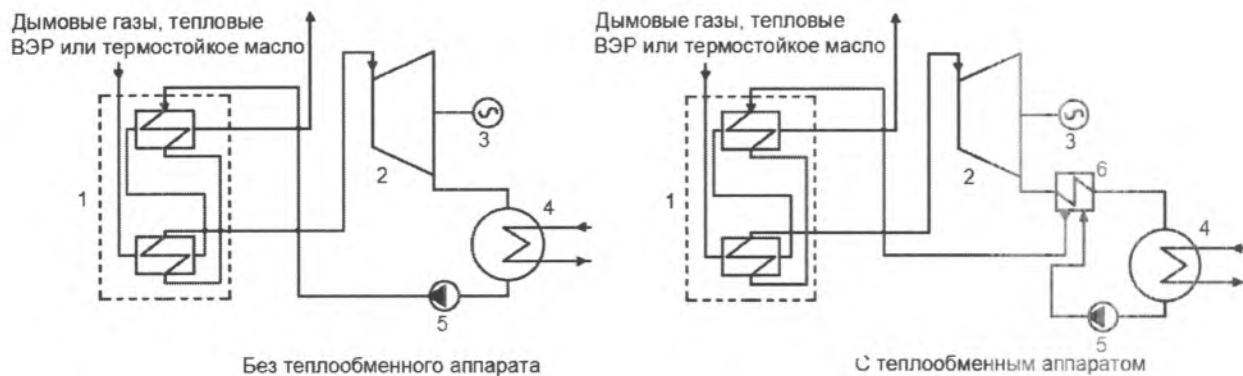 Дымовые газы, тепловые
ВЭР или термостойкое масло
1
2
3
4
5
Без теплообменного аппарата
Дымовые газы, тепловые
ВЭР или термостойкое масло
1
2
3
6
4
5
С теплообменным аппаратом